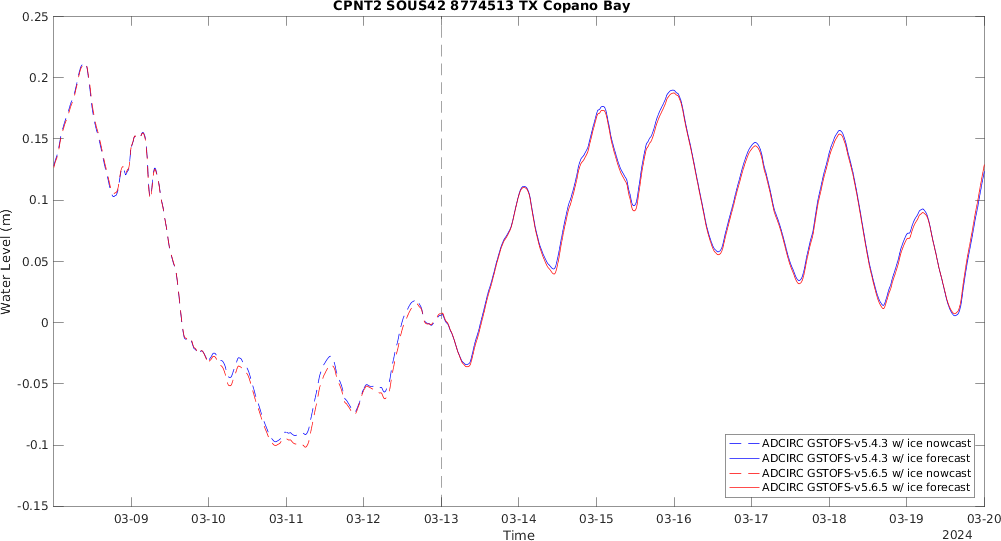 CPNT2 SOUS42 8774513 TX Copano Bay
0.25
0.2
0.15
0.1
0.05
0
-0.05
-0.1
-0.15
Water Level (m)
03-09 03-10 03-11 03-12 03-13 03-14 03-15 03-16 03-17 03-18 03-19 03-20
2024
Time
ADCIRC GSTOFS-v5.4.3 w/ ice nowcast
ADCIRC GSTOFS-v5.4.3 w/ ice forecast
ADCIRC GSTOFS-v5.6.5 w/ ice nowcast
ADCIRC GSTOFS-v5.6.5 w/ ice forecast